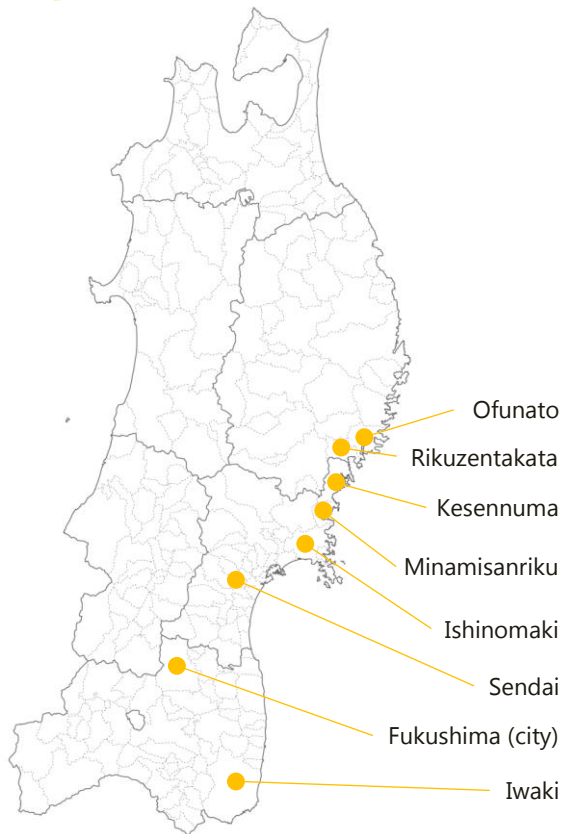 Ofunato
Rikuzentakata
Kesennuma
Minamisanriku
Ishinomaki
Sendai
Fukushima (city)
Iwaki